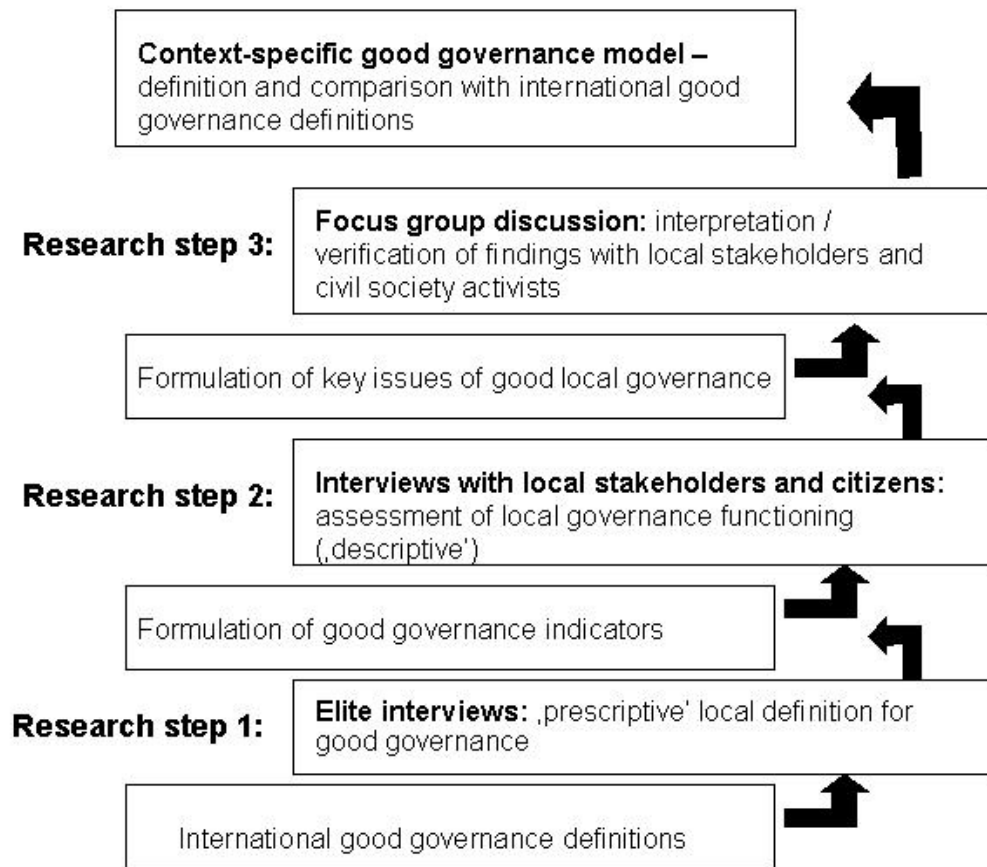 Context-specific good governance model –
definition and comparison with international good
governance definitions
Research step 3:
Focus group discussion: interpretation /
verification of findings with local stakeholders and
civil society activists
Formulation of key issues of good local governance
Research step 2:
Interviews with local stakeholders and citizens:
assessment of local governance functioning
(‚descriptive‘)
Formulation of good governance indicators
Research step 1:
Elite interviews: ‚prescriptive‘ local definition for
good governance
International good governance definitions